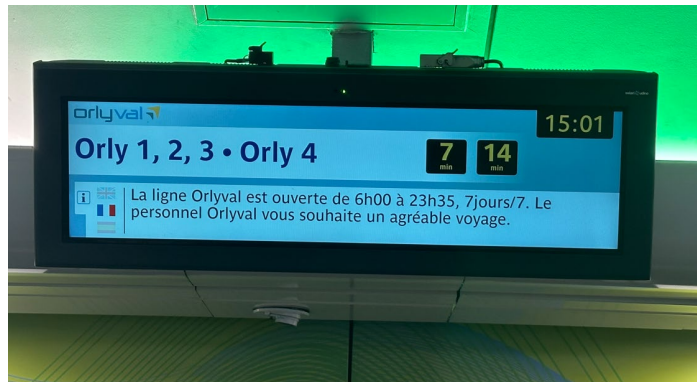 orlyval
15:01
Orly 1, 2, 3 • Orly 4
7 min
14 min
i
La ligne Orlyval est ouverte de 6h00 à 23h35, 7jours/7. Le
personnel Orlyval vous souhaite un agréable voyage.